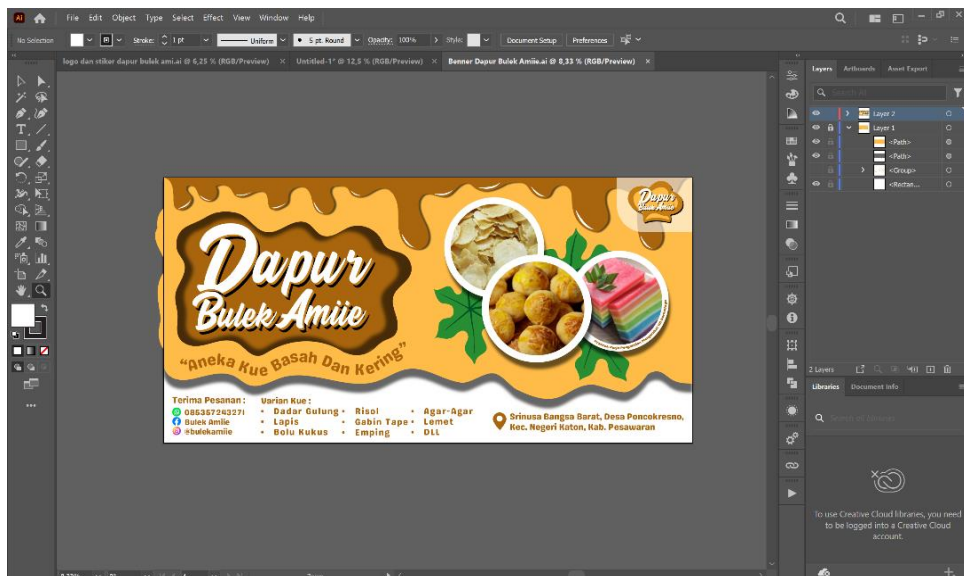 File Edit Object Type Select Effect View Window Help
No Selection Stroke: 1 pt Uniform 5 pt. Round Opacity: 100% Style: Document Setup Preferences
logo dan stiker dapur bulek ami.ai @ 6,25 % (RGB/Preview) × Untitled-1* @ 12,5 % (RGB/Preview) × Benner Dapur Bulek Amiie.ai @ 8,33 % (RGB/Preview) ×
Layers Artboards Asset Export
Search All
Layer 2
Layer 1
<Path>
<Path>
<Group>
<Rectan...
2 Layers
Libraries Document Info
To use Creative Cloud libraries, you need
to be logged into a Creative Cloud
account.
Dapur
Bulek Amiie
Dapur
Bulek Amiie
"Aneka Kue Basah Dan Kering"
Terima Pesanan :
085357243271
Bulek Amiie
@bulekamiie
Varian Kue :
• Dadar Gulung • Risol • Agar-Agar
• Lapis • Gabin Tape • Lemet
• Bolu Kukus • Emping • DLL
Srinusa Bangsa Barat, Desa Poncokresno,
Kec. Negeri Katon, Kab. Pesawaran